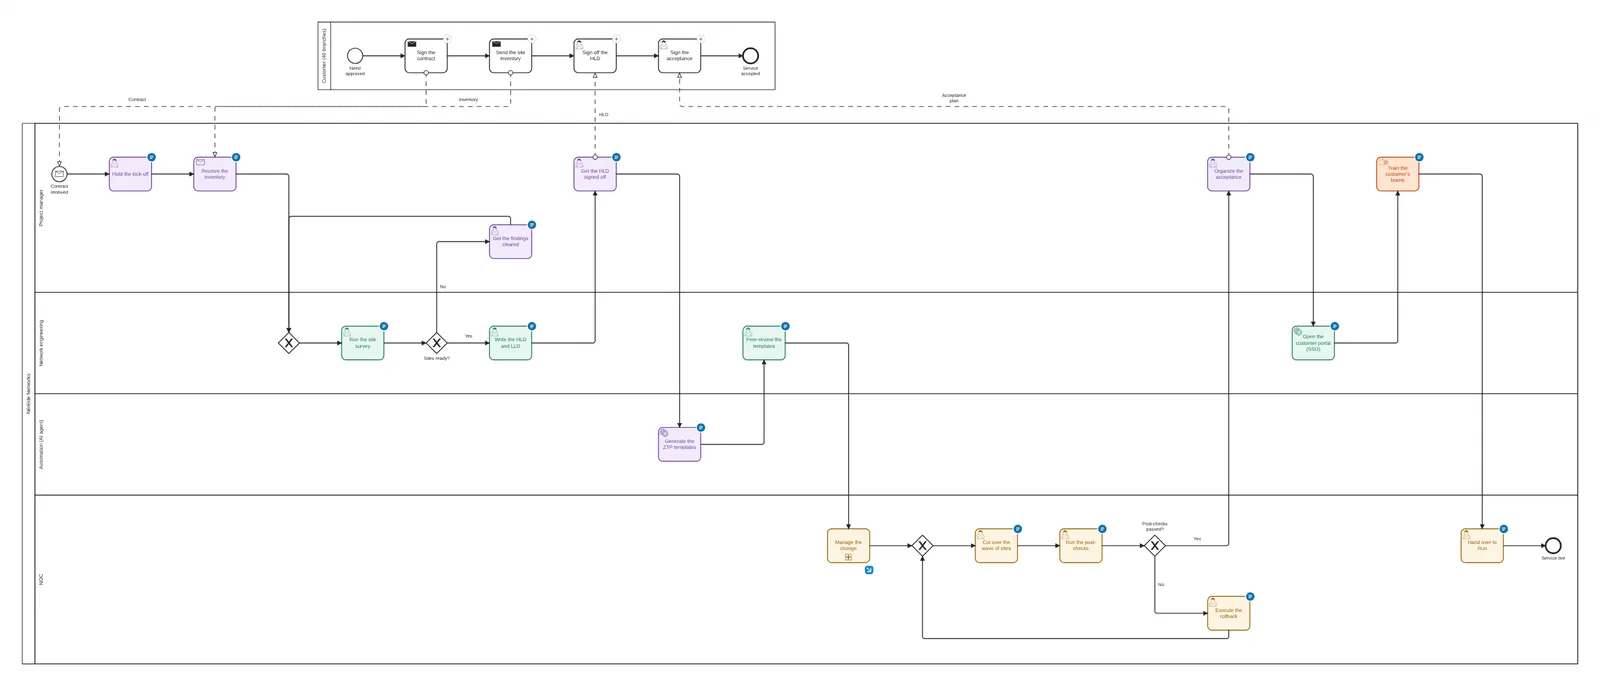 Customer (40 branches)
Need
approved
Sign the
contract
Send the site
inventory
Sign off the
HLD
Sign the
acceptance
Service
accepted
Contract
Inventory
HLD
Acceptance
plan
Project manager
Contract
received
Hold the kick-off
Receive the
inventory
Get the HLD
signed off
Organize the
acceptance
Train the
customer's
teams
Get the findings
cleared
No
Network engineering
Run the site
survey
Sites ready?
Yes
Write the HLD
and LLD
Peer-review the
templates
Open the
customer portal
(SSO)
Automation (AI agent)
Generate the
ZTP templates
NOC
Manage the
change
Cut over the
wave of sites
Run the post-
checks
Post-checks
passed?
Yes
No
Execute the
rollback
Hand over to
Run
Service live